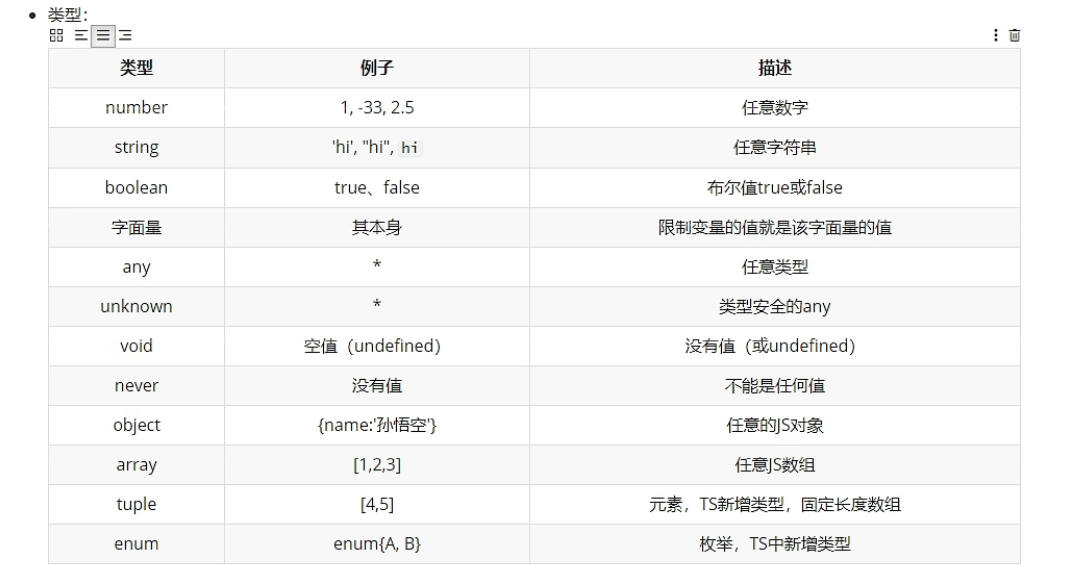 类型：
类型 例子 描述
number 1, -33, 2.5 任意数字
string 'hi', "hi", hi 任意字符串
boolean true、false 布尔值true或false
字面量 其本身 限制变量的值就是该字面量的值
any * 任意类型
unknown * 类型安全的any
void 空值（undefined） 没有值（或undefined）
never 没有值 不能是任何值
object {name:'孙悟空'} 任意的JS对象
array [1,2,3] 任意JS数组
tuple [4,5] 元素，TS新增类型，固定长度数组
enum enum{A, B} 枚举，TS中新增类型